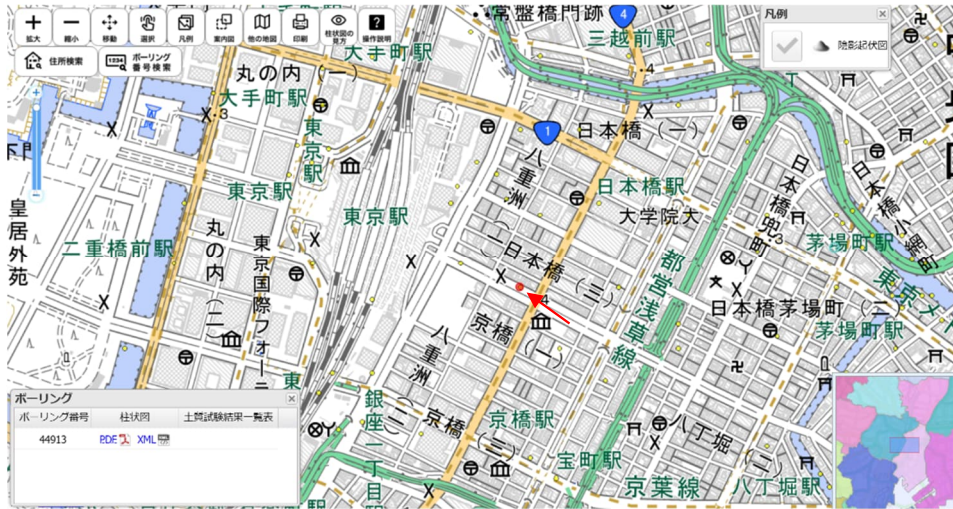 拡大
縮小
移動
選択
凡例
案内図
他の地図
印刷
柱状図の
見方
操作説明
住所検索
ボーリング
番号検索
凡例
陰影起伏図
大手町駅
常盤橋門跡
4
三越前駅
丸の内(一)
大手町駅
東京駅
1
日本橋(一)
八重洲
(一)
日本橋駅
大学院大
日本橋兜町
日本橋小網町
茅場町駅
皇居外苑
二重橋前駅
東京駅
丸の内(二)
東京国際フォーラ
東京駅
日本橋(三)
都営浅草線
日本橋茅場町(二)
茅場町駅
東京メト
京橋(一)
八重洲(二)
京橋(三)
京橋駅
宝町駅
八丁堀(二)
京葉線
八丁堀駅
銀座一丁目駅
ボーリング
ボーリング番号
柱状図
土質試験結果一覧表
44913
PDF
XML